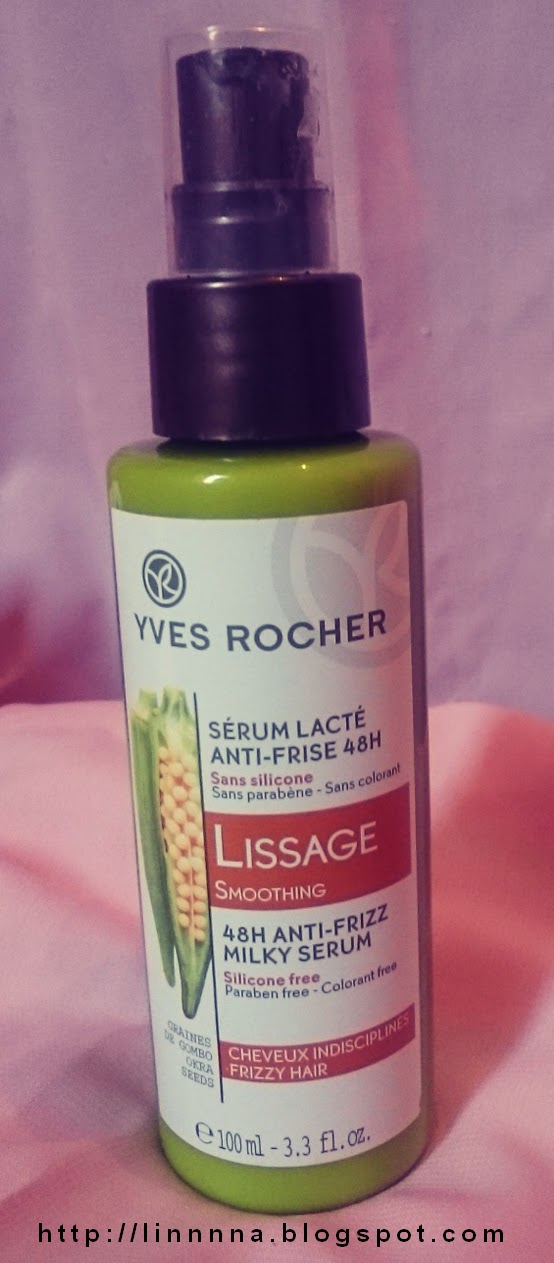 YVES ROCHER
SÉRUM LACTÉ
ANTI-FRISE 48H
Sans silicone
Sans parabène - Sans colorant
LISSAGE
SMOOTHING
48H ANTI-FRIZZ
MILKY SERUM
Silicone free
Paraben free - Colorant free
GRAINES
DE GOMBO
OKRA
SEEDS
CHEVEUX INDISCIPLINÉS
FRIZZY HAIR
℮ 100 ml - 3.3 fl.oz.
http://linnnna.blogspot.com